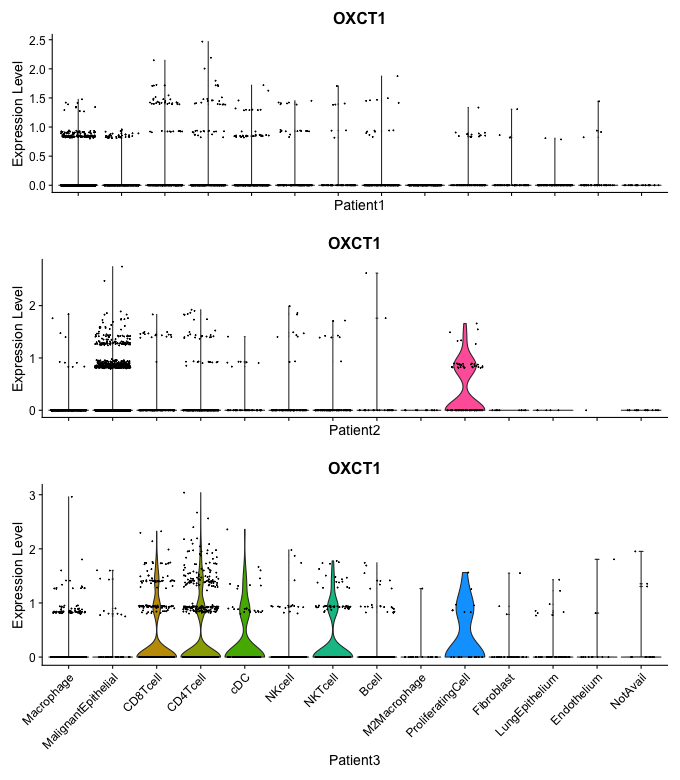 OXCT1
Expression Level
2.5
2.0
1.5
1.0
0.5
0.0
Patient1
OXCT1
Expression Level
2
1
0
Patient2
OXCT1
Expression Level
3
2
1
0
Macrophage
MalignantEpithelial
CD8Tcell
CD4Tcell
cDC
NKcell
NKTcell
Bcell
M2Macrophage
ProliferatingCell
Fibroblast
LungEpithelium
Endothelium
NotAvail
Patient3